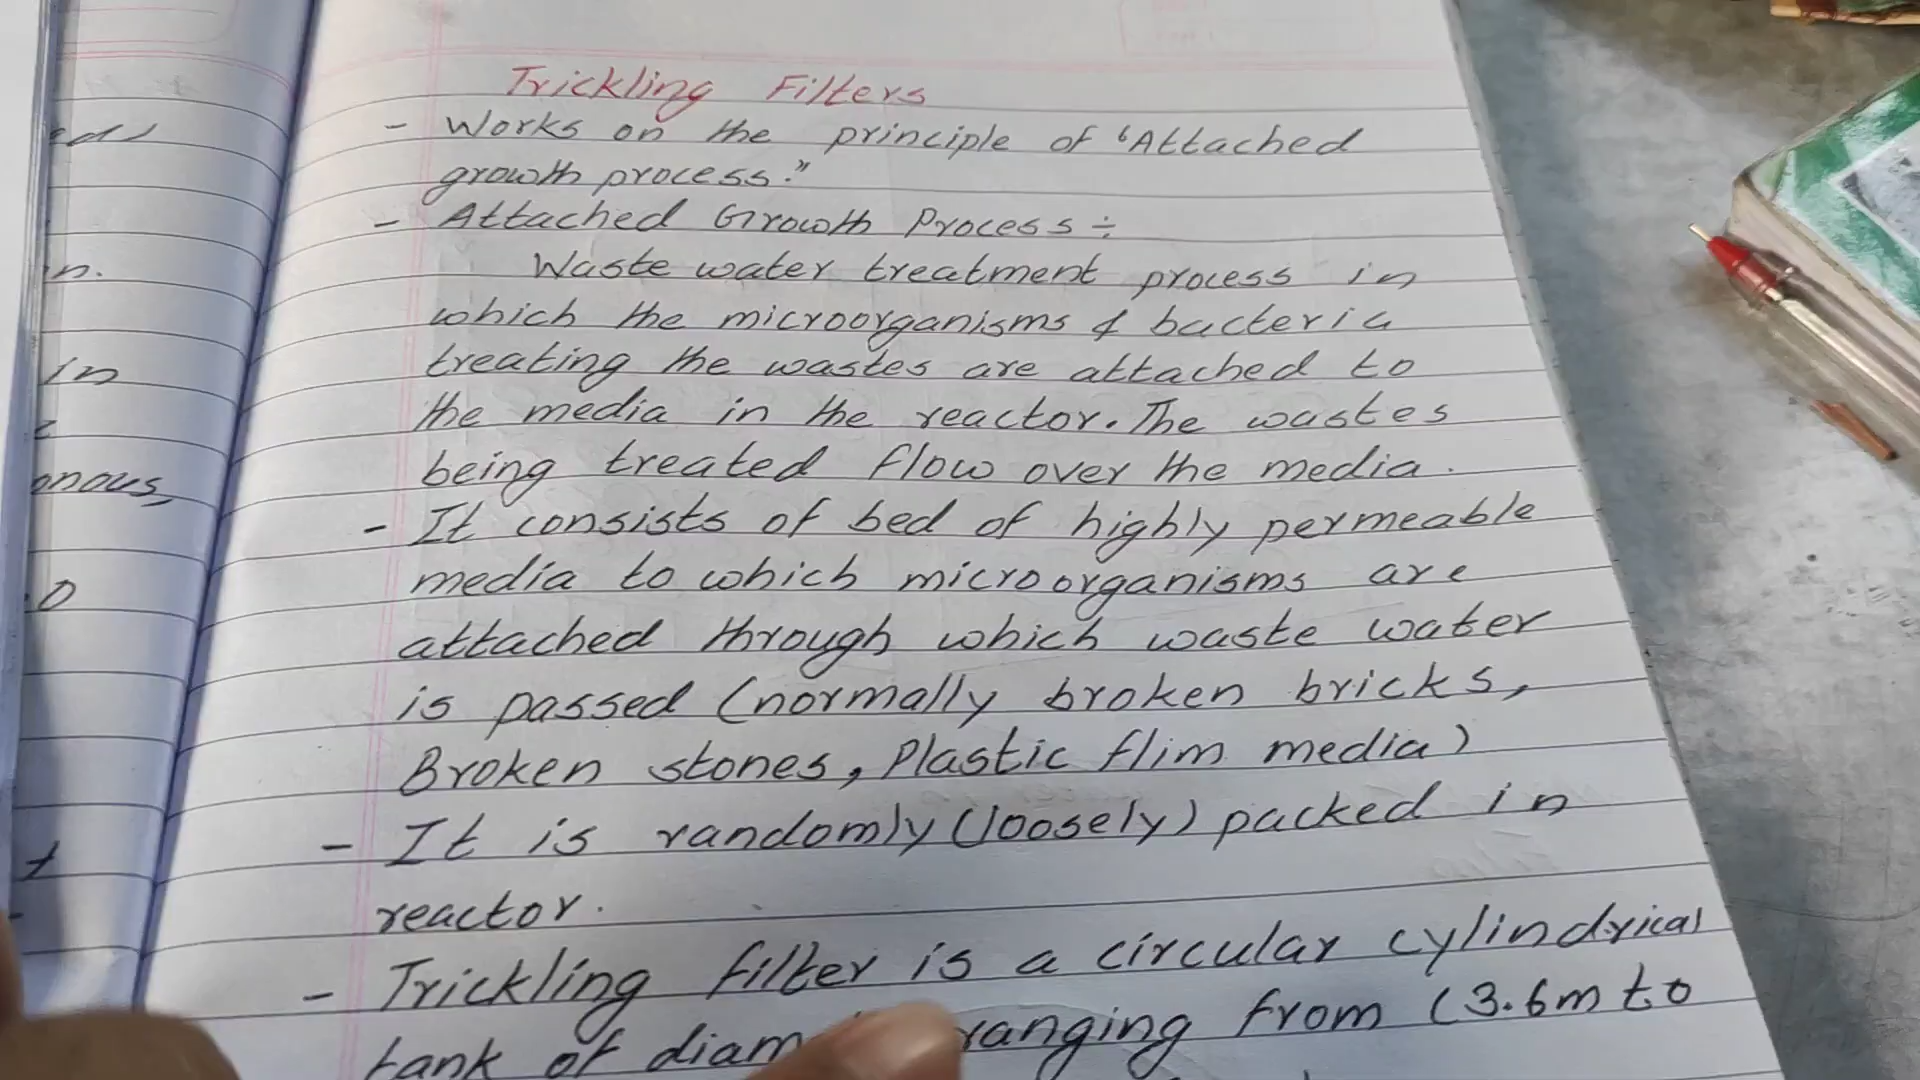 Trickling Filters
- Works on the principle of "Attached
growth process."
- Attached Growth Process ÷
Waste water treatment process in
which the microorganisms & bacteria
treating the wastes are attached to
the media in the reactor. The wastes
being treated flow over the media.
- It consists of bed of highly permeable
media to which microorganisms are
attached through which waste water
is passed (normally broken bricks,
Broken stones, Plastic flim media)
- It is randomly (loosely) packed in
reactor.
- Trickling filter is a circular cylindrical
tank of ranging from (3.6m to
in
onous,